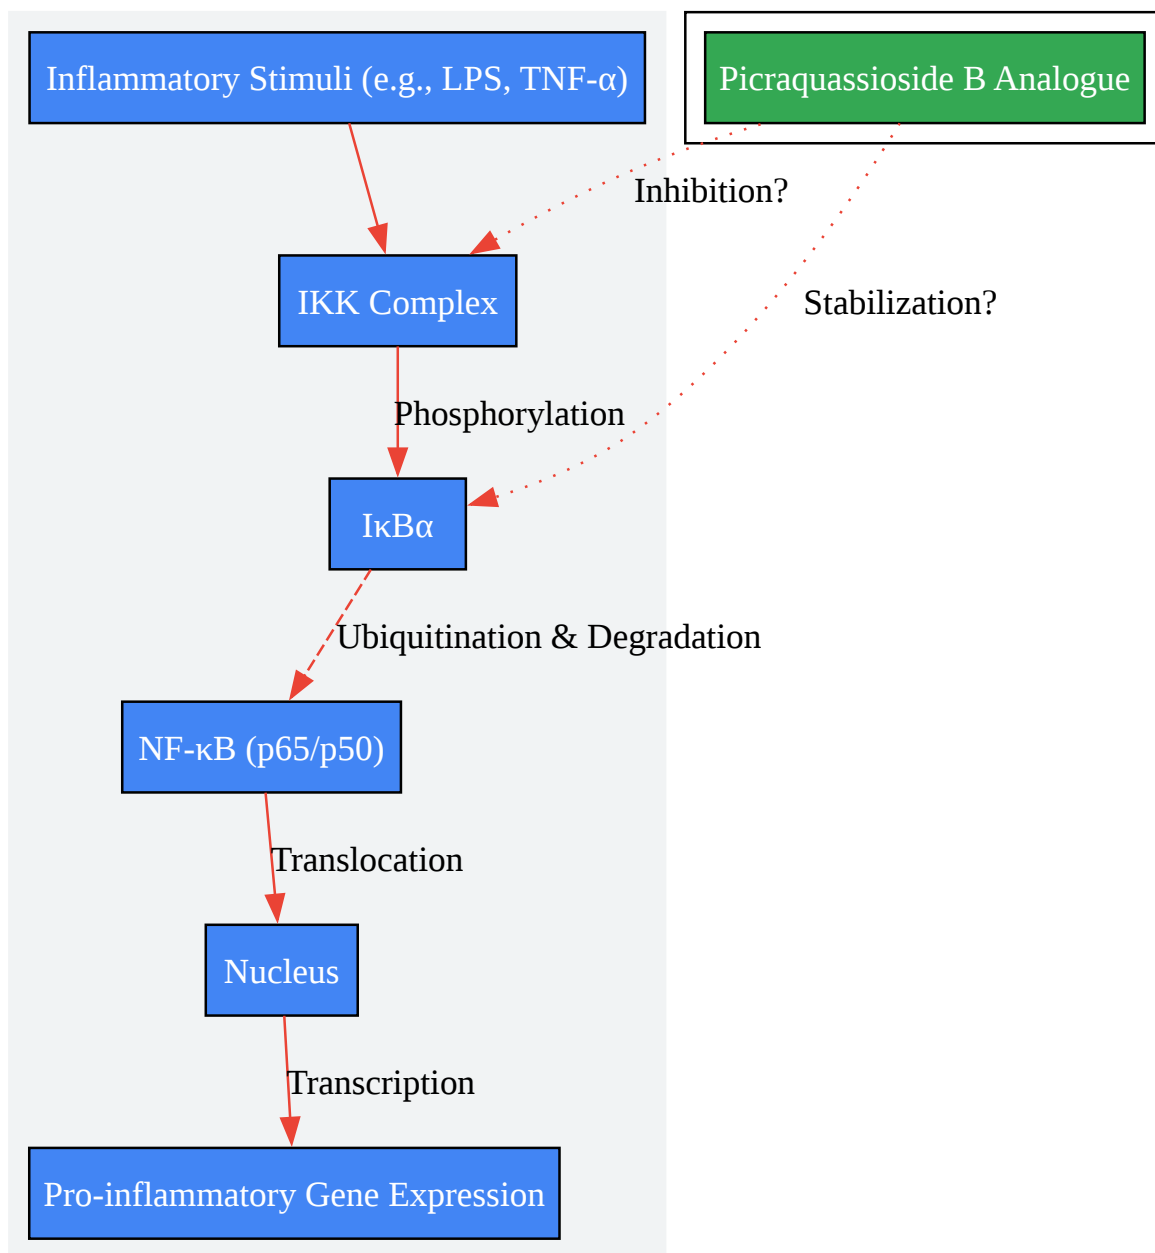 Inflammatory Stimuli (e.g., LPS, TNF-α)
Picraquassioside B Analogue
Inhibition?
IKK Complex
Stabilization?
Phosphorylation
IκBα
Ubiquitination & Degradation
NF-κB (p65/p50)
Translocation
Nucleus
Transcription
Pro-inflammatory Gene Expression